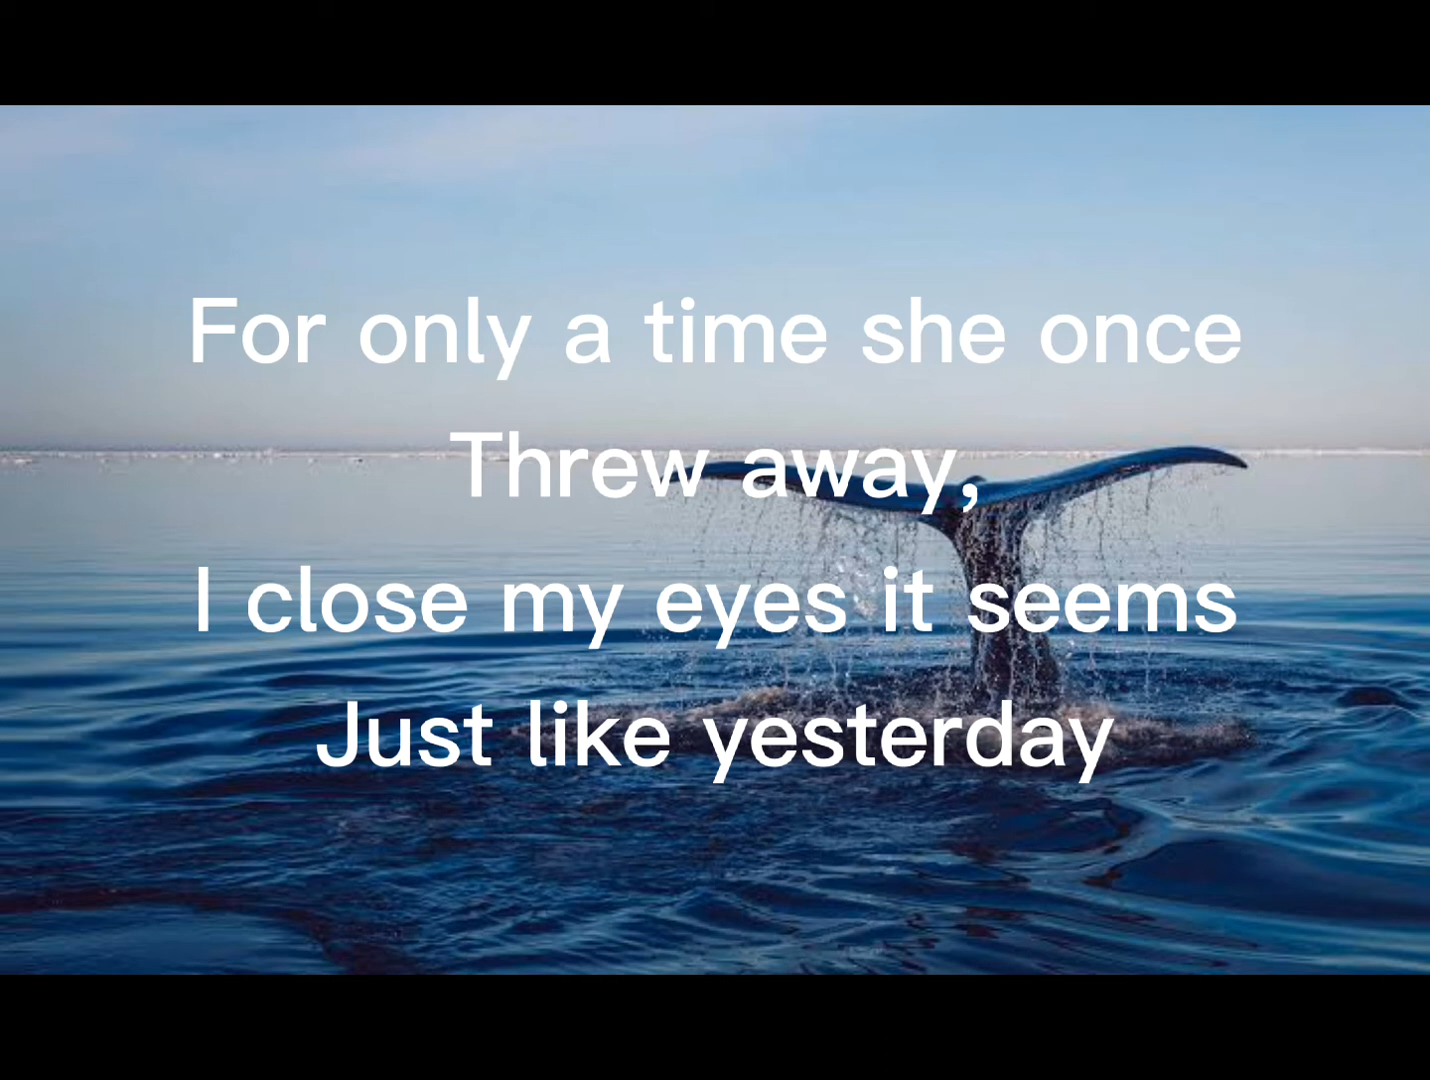 For only a time she once
Threw away,
I close my eyes it seems
Just like yesterday